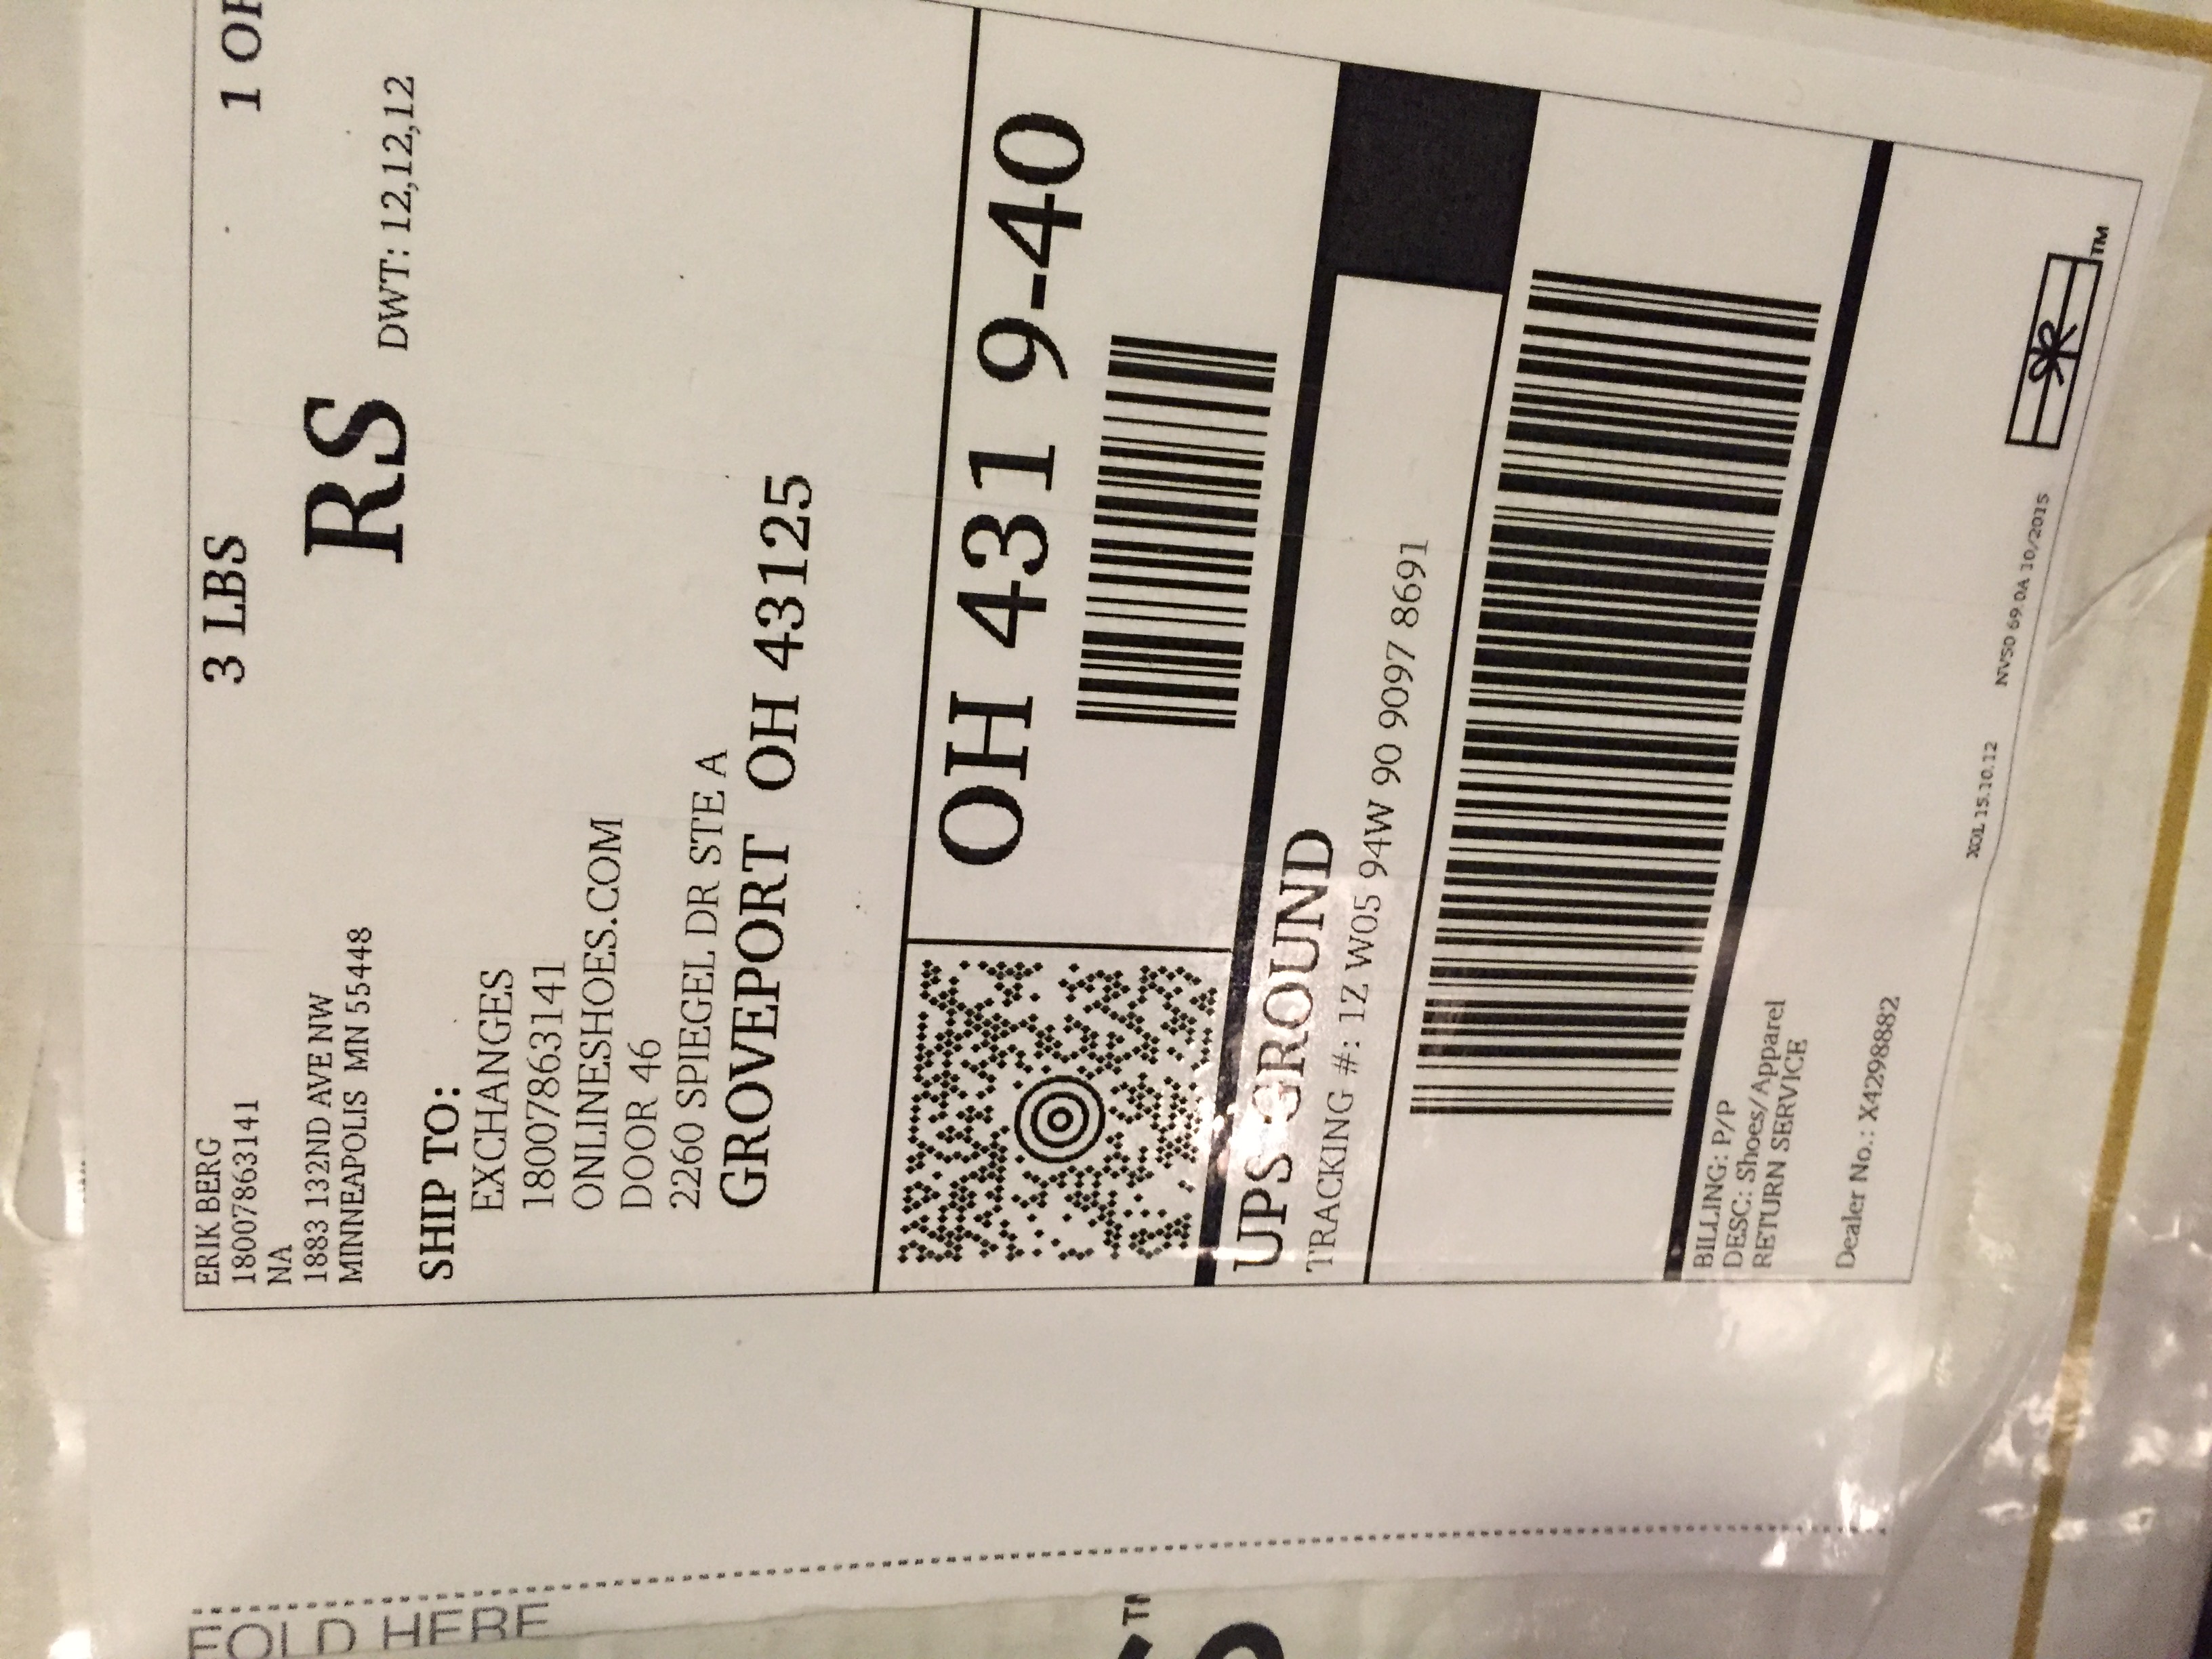 ERIK BERG
18007863141
NA
1883 132ND AVE NW
MINNEAPOLIS MN 55448
3 LBS
1 OF
RS
DWT: 12,12,12
SHIP TO:
EXCHANGES
18007863141
ONLINESHOES.COM
DOOR 46
2260 SPIEGEL DR STE A
GROVEPORT OH 43125
OH 431 9-40
UPS GROUND
TRACKING #: 1Z W05 94W 90 9097 8691
BILLING: P/P
DESC: Shoes/Apparel
RETURN SERVICE
Dealer No.: X4298882
XOL 15.10.12 NV50 69.0A 10/2015
TM
FOLD HERE
S
TM